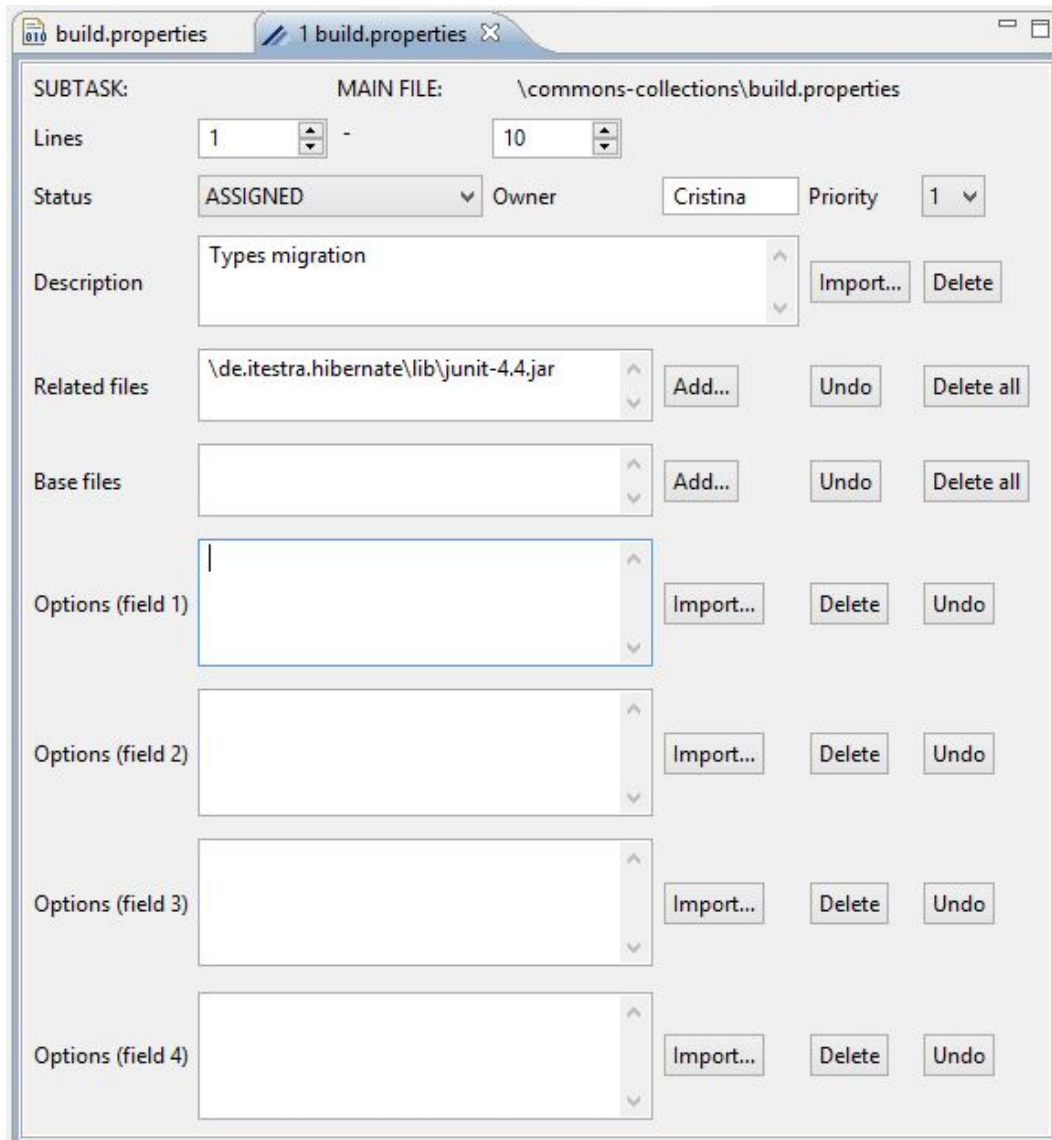 build.properties 1 build.properties
SUBTASK: MAIN FILE: \commons-collections\build.properties
Lines 1 - 10
Status ASSIGNED Owner Cristina Priority 1
Types migration
Description Import... Delete
\de.itestra.hibernate\lib\junit-4.4.jar
Related files Add... Undo Delete all
Base files Add... Undo Delete all
Options (field 1) Import... Delete Undo
Options (field 2) Import... Delete Undo
Options (field 3) Import... Delete Undo
Options (field 4) Import... Delete Undo